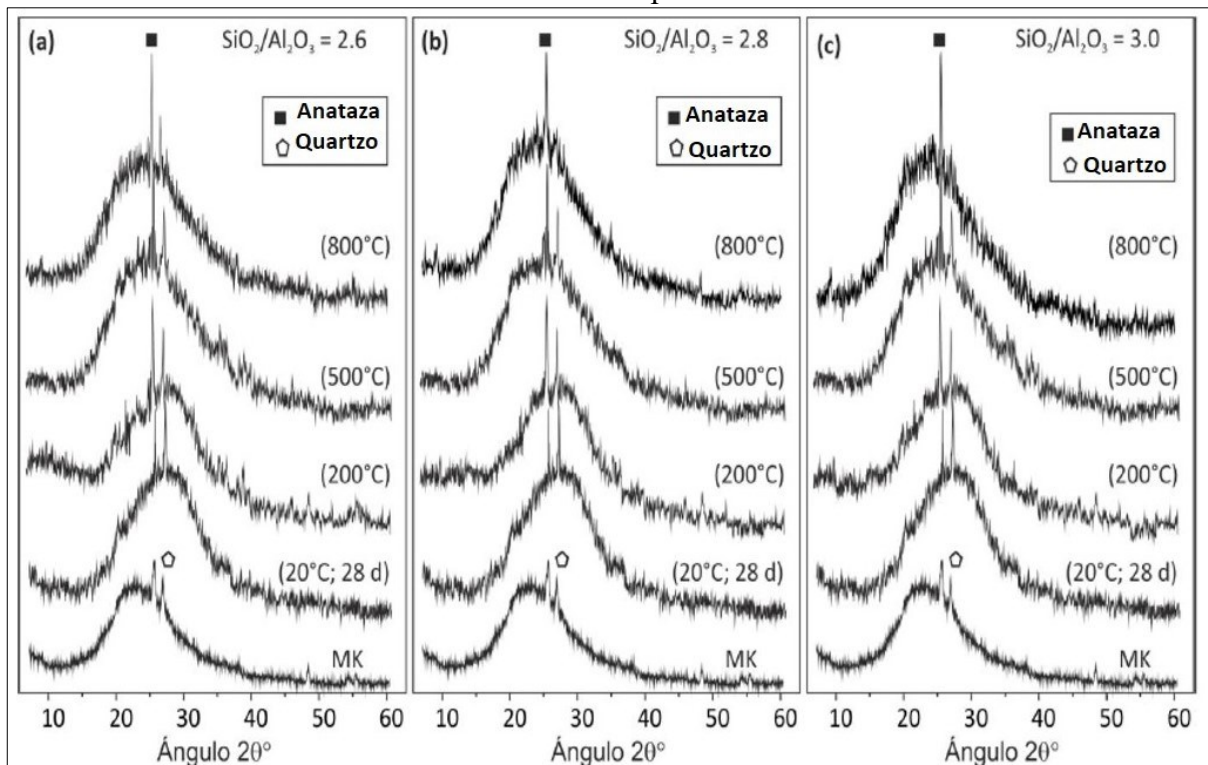 (a)
SiO₂/Al₂O₃ = 2.6
■ Anataza
Quartzo
(800°C)
(500°C)
(200°C)
(20°C; 28 d)
MK
10 20 30 40 50 60
Ángulo 2θ°
(b)
SiO₂/Al₂O₃ = 2.8
■ Anataza
Quartzo
(800°C)
(500°C)
(200°C)
(20°C; 28 d)
MK
10 20 30 40 50 60
Ángulo 2θ°
(c)
SiO₂/Al₂O₃ = 3.0
■ Anataza
Quartzo
(800°C)
(500°C)
(200°C)
(20°C; 28 d)
MK
10 20 30 40 50 60
Ángulo 2θ°